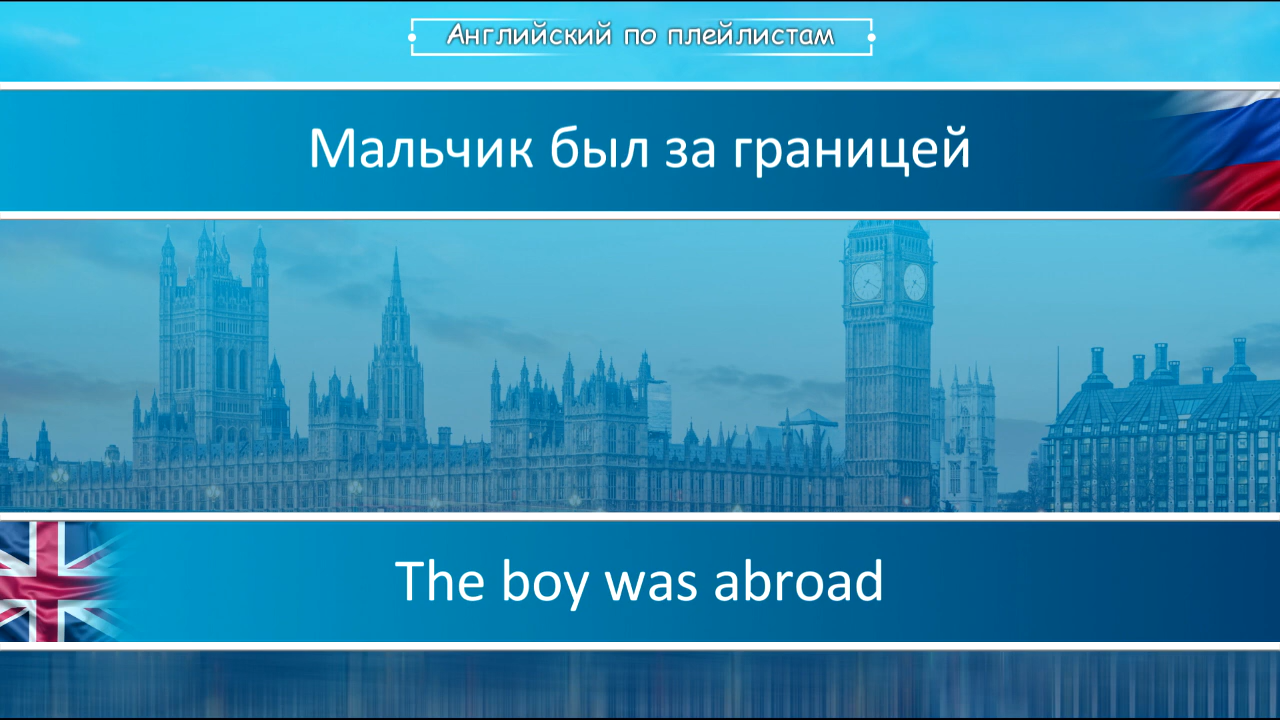 Английский по плейлистам
Мальчик был за границей
The boy was abroad